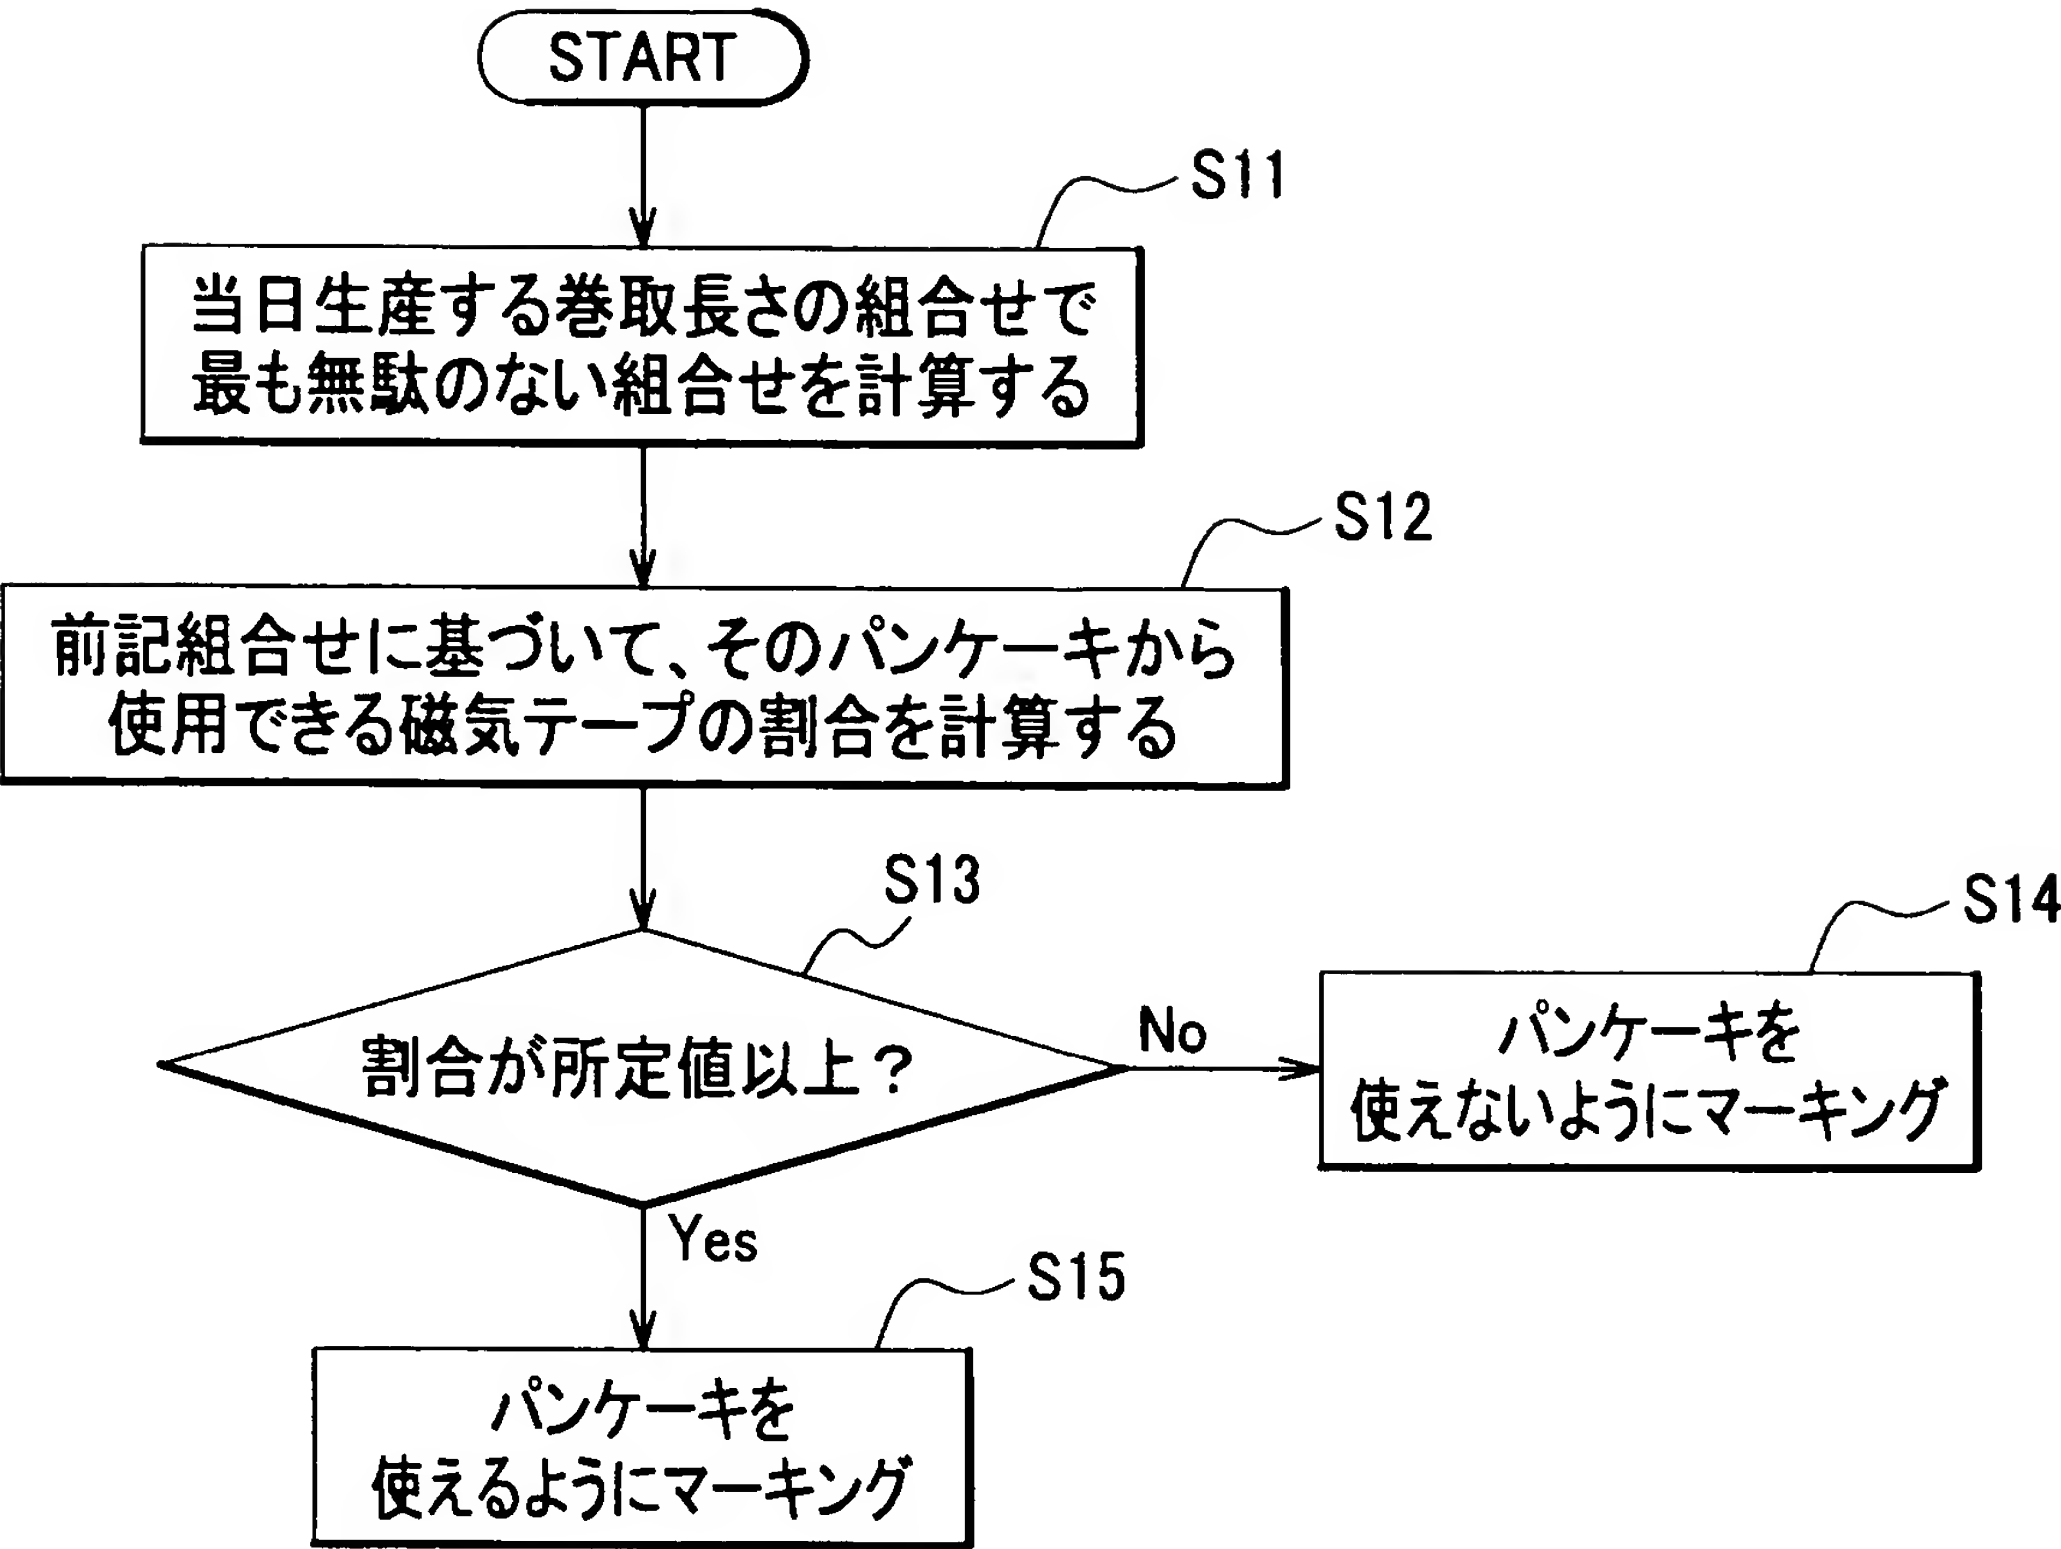 START
S11
当日生産する巻取長さの組合せで
最も無駄のない組合せを計算する
S12
前記組合せに基づいて、そのパンケーキから
使用できる磁気テープの割合を計算する
S13
割合が所定値以上？
No
S14
パンケーキを
使えないようにマーキング
Yes
S15
パンケーキを
使えるようにマーキング